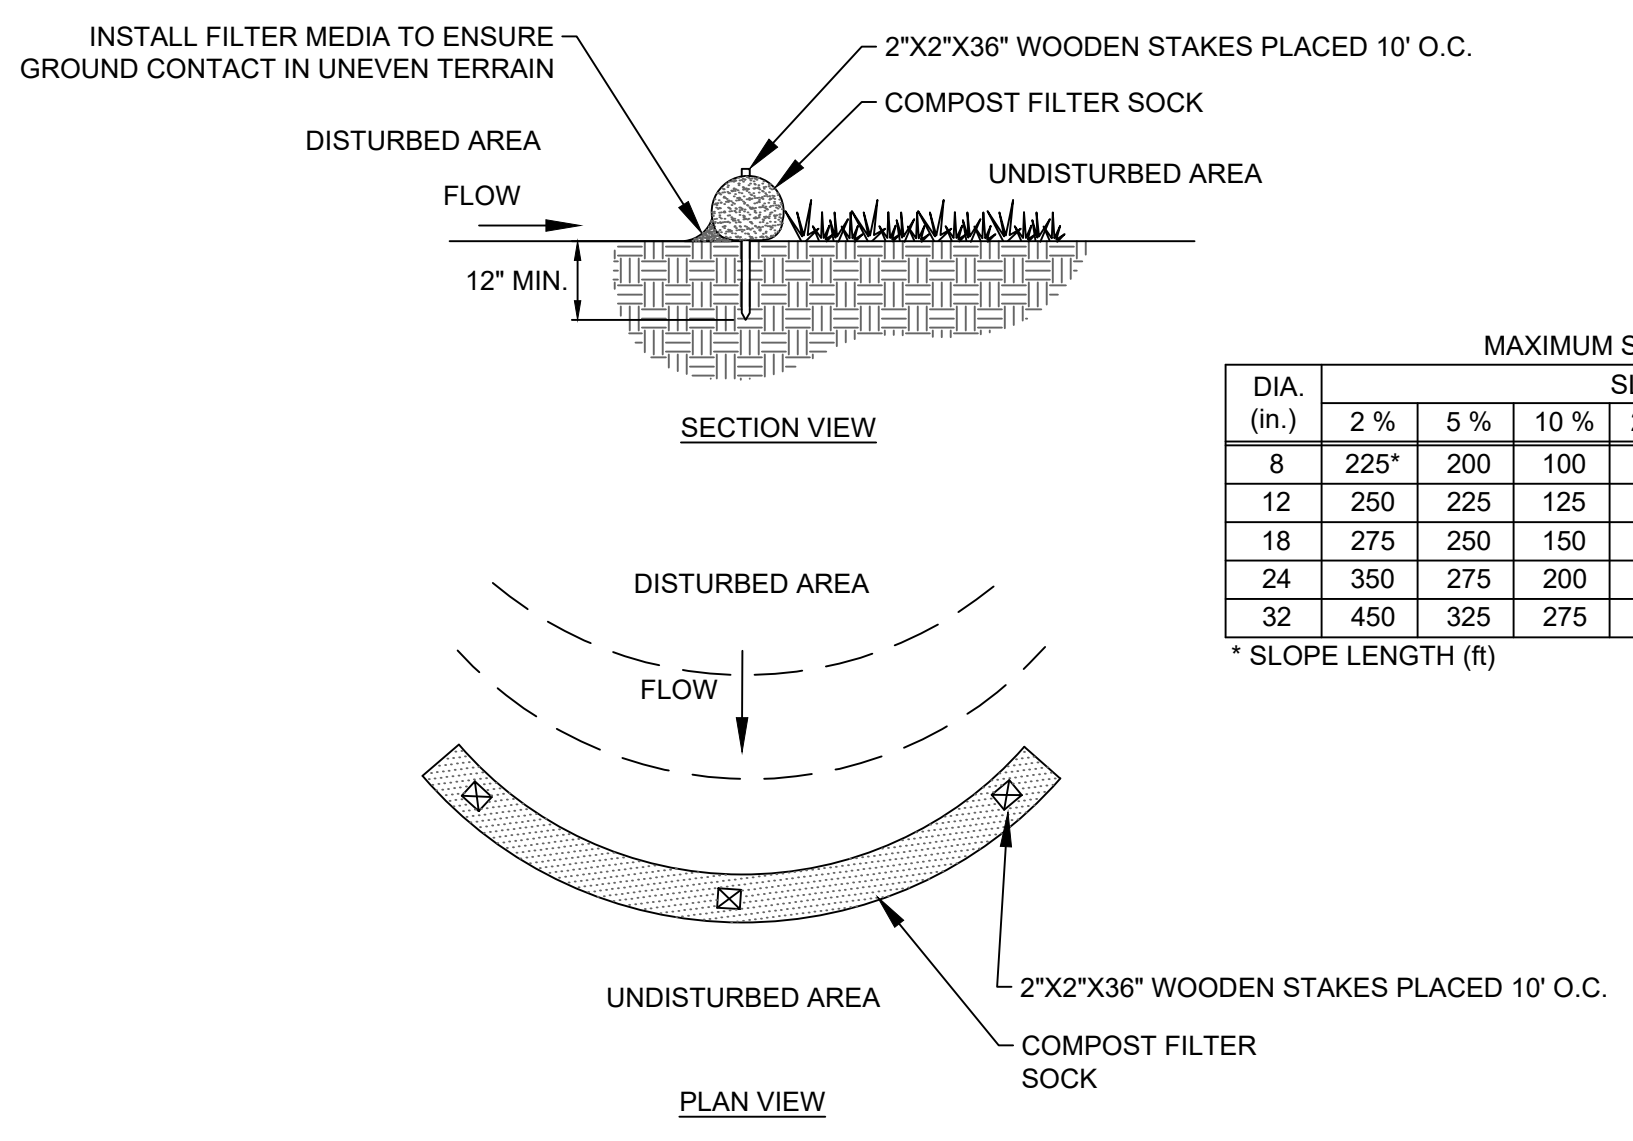 INSTALL FILTER MEDIA TO ENSURE
GROUND CONTACT IN UNEVEN TERRAIN
2"X2"X36" WOODEN STAKES PLACED 10' O.C.
COMPOST FILTER SOCK
DISTURBED AREA
UNDISTURBED AREA
FLOW
12" MIN.
SECTION VIEW
MAXIMUM
DIA.
(in.)
2 % 5 % 10 %
8 225* 200 100
12 250 225 125
18 275 250 150
24 350 275 200
32 450 325 275
* SLOPE LENGTH (ft)
DISTURBED AREA
FLOW
UNDISTURBED AREA
2"X2"X36" WOODEN STAKES PLACED 10' O.C.
COMPOST FILTER
SOCK
PLAN VIEW